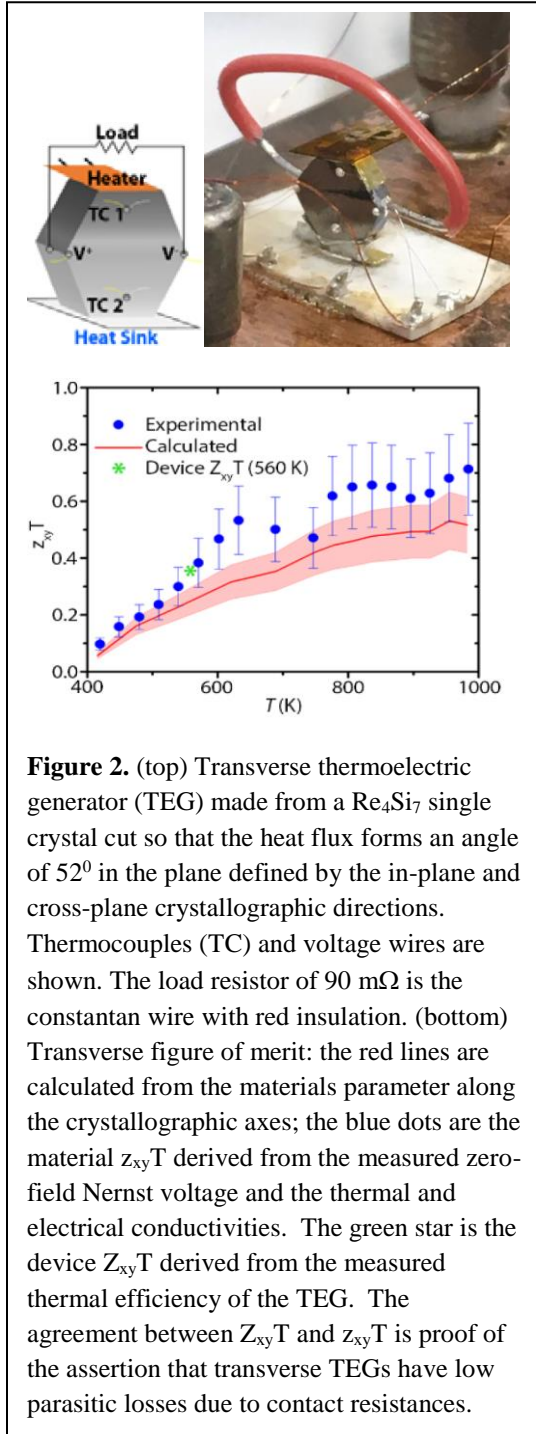 Load
Heater
TC 1
V⁺ V⁻
TC 2
Heat Sink
1.0
0.8
0.6
0.4
0.2
0.0
z_xyT
Experimental
Calculated
Device Z_xyT (560 K)
400 600 800 1000
T (K)
Figure 2. (top) Transverse thermoelectric
generator (TEG) made from a Re₄Si₇ single
crystal cut so that the heat flux forms an angle
of 52⁰ in the plane defined by the in-plane and
cross-plane crystallographic directions.
Thermocouples (TC) and voltage wires are
shown. The load resistor of 90 mΩ is the
constantan wire with red insulation. (bottom)
Transverse figure of merit: the red lines are
calculated from the materials parameter along
the crystallographic axes; the blue dots are the
material z_xyT derived from the measured zero-
field Nernst voltage and the thermal and
electrical conductivities. The green star is the
device Z_xyT derived from the measured
thermal efficiency of the TEG. The
agreement between Z_xyT and z_xyT is proof of
the assertion that transverse TEGs have low
parasitic losses due to contact resistances.